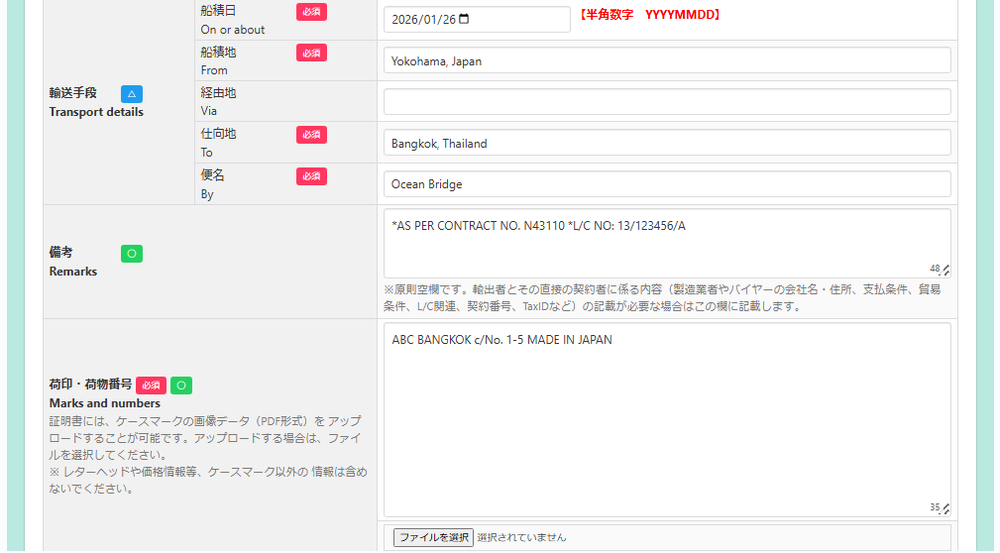 船積日 必須
On or about
2026/01/26
【半角数字 YYYYMMDD】
船積地 必須
From
Yokohama, Japan
輸送手段 △
Transport details
経由地
Via
仕向地 必須
To
Bangkok, Thailand
便名 必須
By
Ocean Bridge
備考 ○
Remarks
*AS PER CONTRACT NO. N43110 *L/C NO: 13/123456/A
48
※原則空欄です。輸出者とその直接の契約者に係る内容（製造業者やバイヤーの会社名・住所、支払条件、貿易
条件、L/C関連、契約番号、TaxIDなど）の記載が必要な場合はこの欄に記載します。
荷印・荷物番号 必須 ○
Marks and numbers
証明書には、ケースマークの画像データ（PDF形式）を アップ
ロードすることが可能です。アップロードする場合は、ファイ
ルを選択してください。
※ レターヘッドや価格情報等、ケースマーク以外の 情報は含め
ないでください。
ABC BANGKOK c/No. 1-5 MADE IN JAPAN
35
ファイルを選択 選択されていません